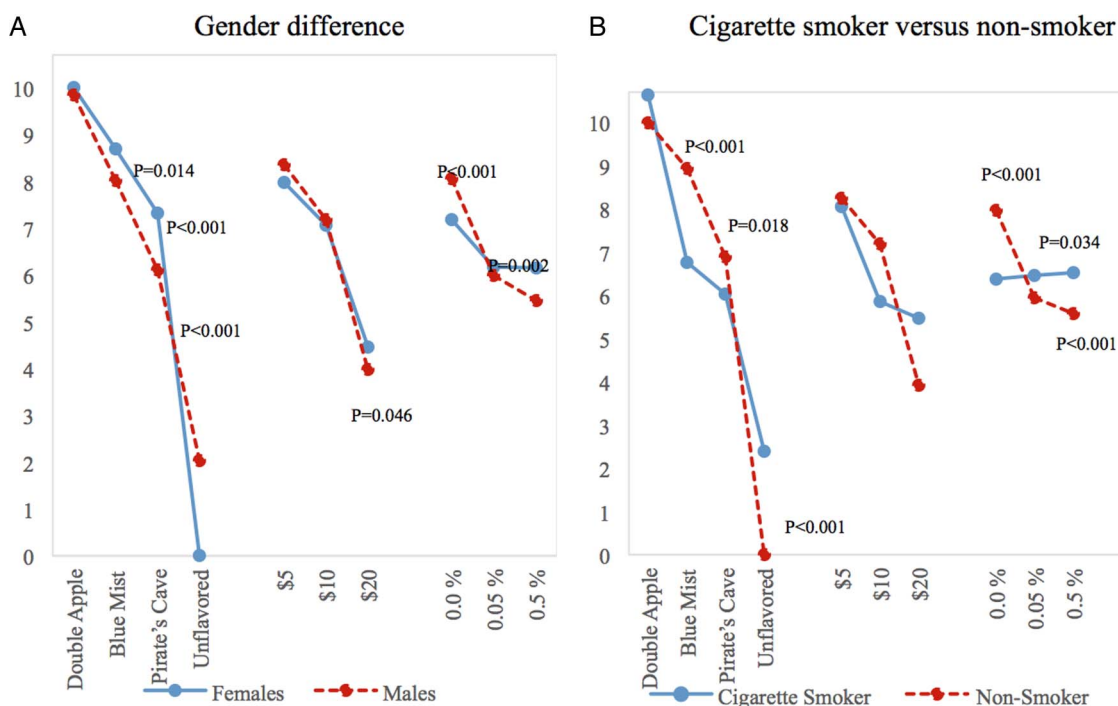 A
Gender difference
10
9
8
7
6
5
4
3
2
1
0
P=0.014
P<0.001
P<0.001
P=0.046
P<0.001
P=0.002
Double Apple
Blue Mist
Pirate’s Cave
Unflavored
$5
$10
$20
0.0 %
0.05 %
0.5 %
Females
Males
B
Cigarette smoker versus non-smoker
10
9
8
7
6
5
4
3
2
1
0
P<0.001
P=0.018
P<0.001
P<0.001
P=0.034
P<0.001
Double Apple
Blue Mist
Pirate’s Cave
Unflavored
$5
$10
$20
0.0 %
0.05 %
0.5 %
Cigarette Smoker
Non-Smoker